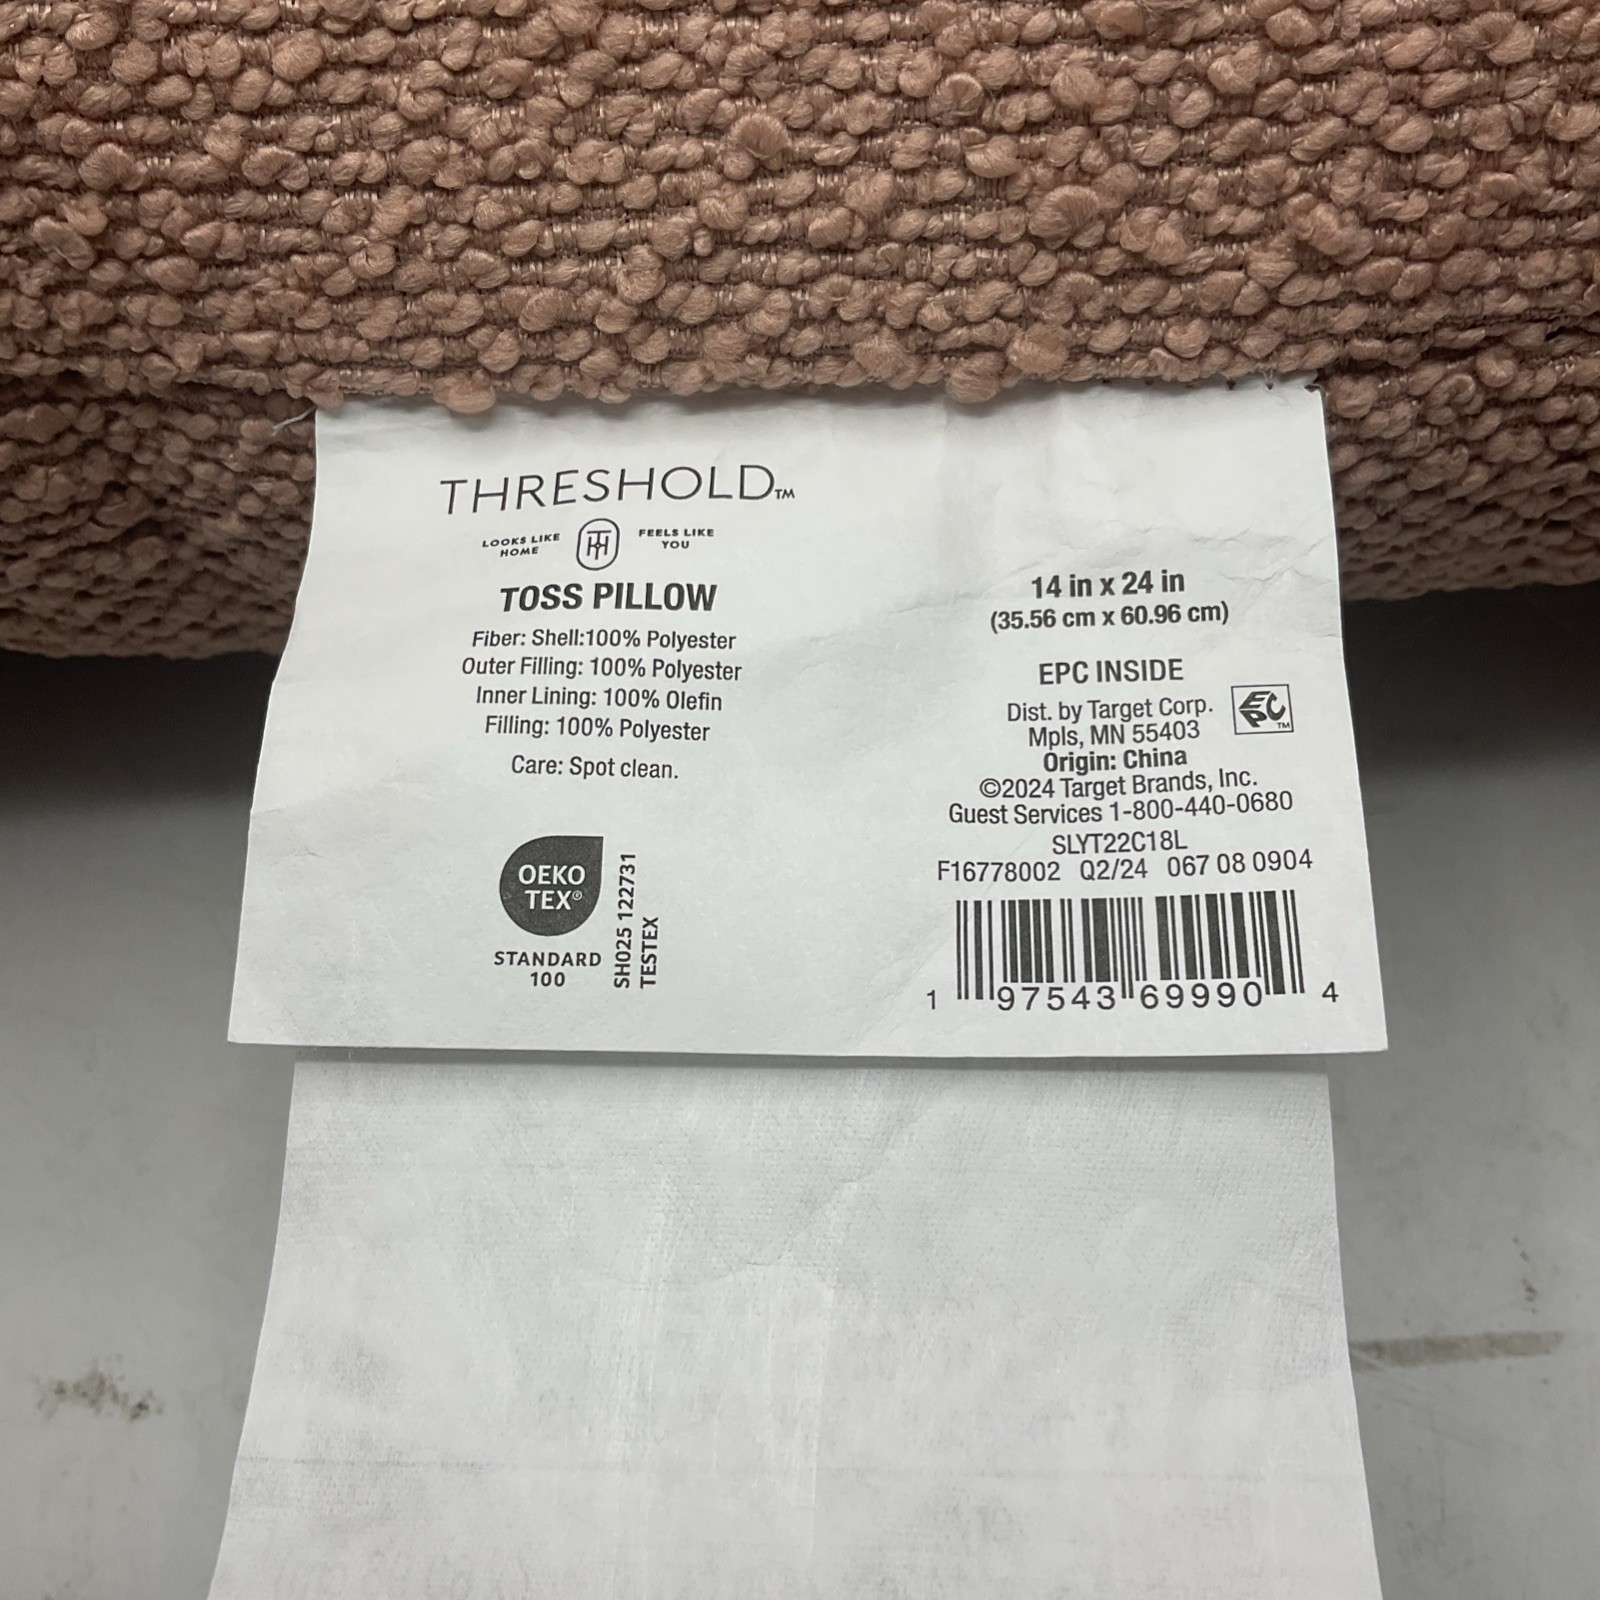 THRESHOLD™
LOOKS LIKE HOME TH FEELS LIKE YOU
TOSS PILLOW
Fiber: Shell:100% Polyester
Outer Filling: 100% Polyester
Inner Lining: 100% Olefin
Filling: 100% Polyester
Care: Spot clean.
OEKO
TEX®
STANDARD
100
SH025 122731
TESTEX
14 in x 24 in
(35.56 cm x 60.96 cm)
EPC INSIDE
Dist. by Target Corp.
Mpls, MN 55403
EPC™
Origin: China
©2024 Target Brands, Inc.
Guest Services 1-800-440-0680
SLYT22C18L
F16778002 Q2/24 067 08 0904
1 97543 69990 4